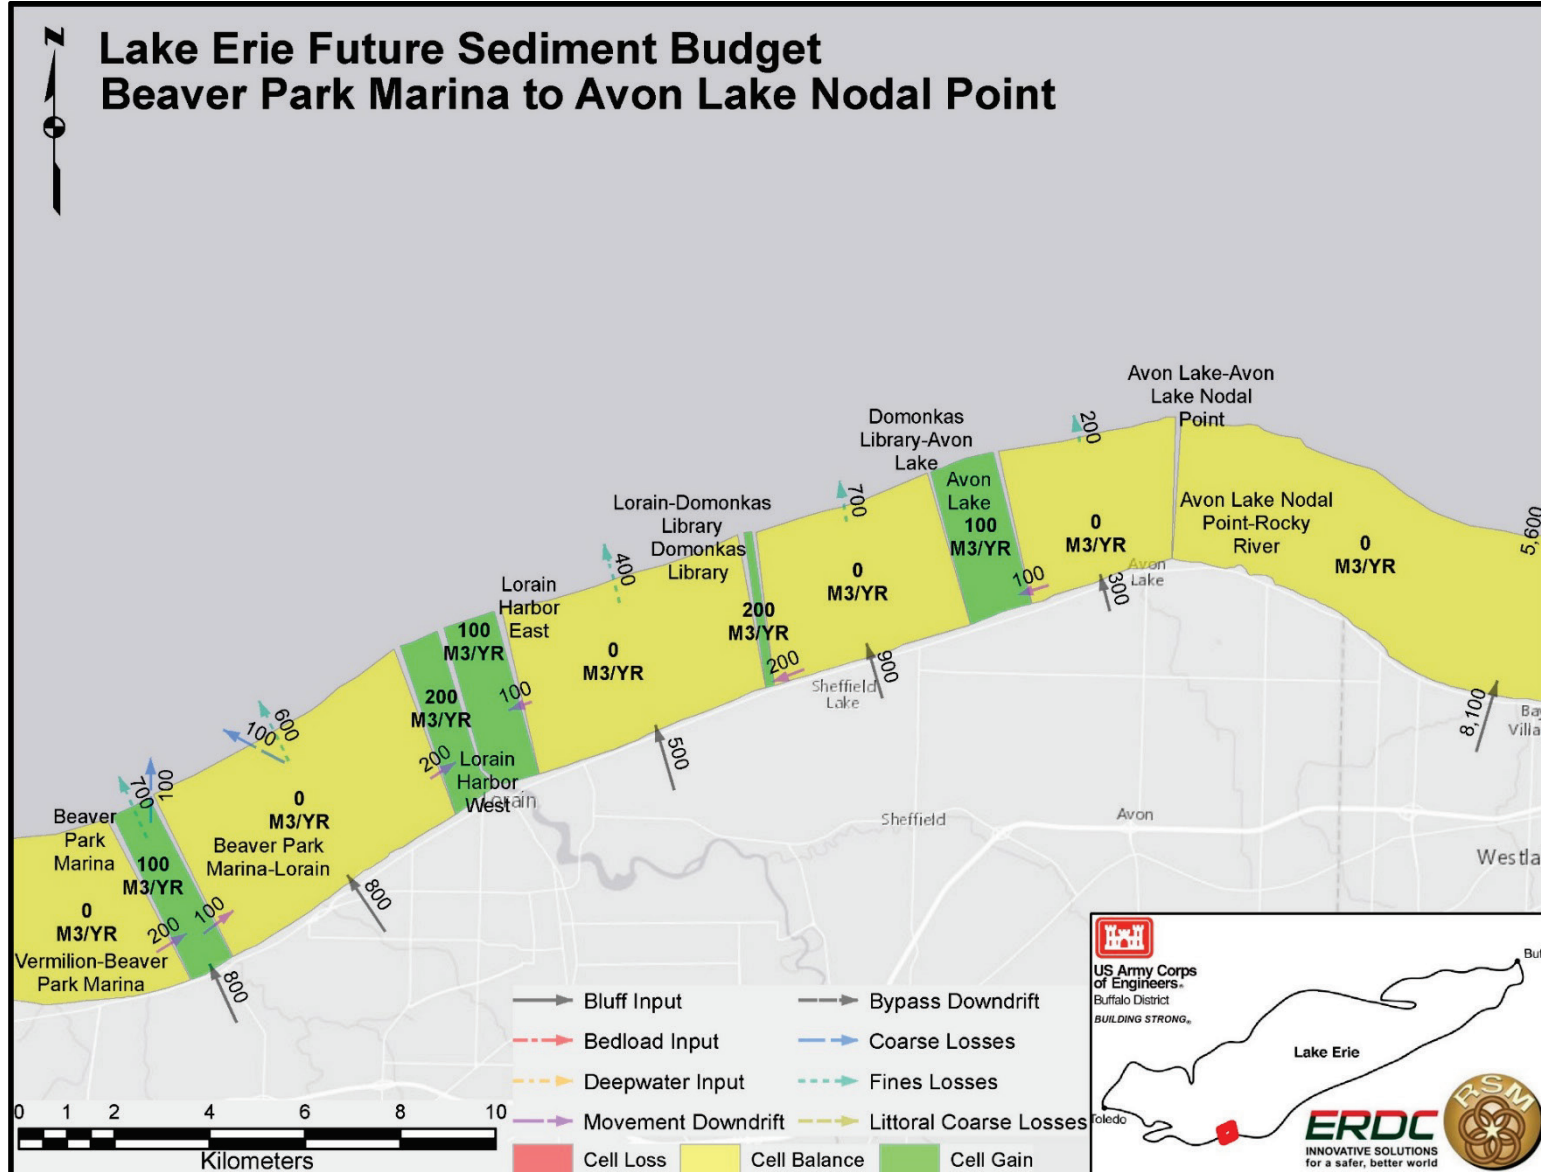 N
Lake Erie Future Sediment Budget
Beaver Park Marina to Avon Lake Nodal Point
Avon Lake-Avon
Lake Nodal
Point
200
Domonkas
Library-Avon
Lake
Avon
Lake
100
M3/YR
100
0
M3/YR
300
Avon
Lake
Avon Lake Nodal
Point-Rocky
River
0
M3/YR
5,600
8,100
Lorain-Domonkas
Library
Domonkas
Library
700
0
M3/YR
200
M3/YR
200
900
Sheffield
Lake
400
0
M3/YR
500
Lorain
Harbor
East
100
M3/YR
100
200
M3/YR
200
Lorain
Harbor
West
Lorain
100
600
0
M3/YR
Beaver Park
Marina-Lorain
800
700
100
Beaver
Park
Marina
100
M3/YR
200
100
800
0
M3/YR
Vermilion-Beaver
Park Marina
Sheffield
Avon
Bay
Villa
Westla
Bluff Input
Bypass Downdrift
Bedload Input
Coarse Losses
Deepwater Input
Fines Losses
Movement Downdrift
Littoral Coarse Losses
Cell Loss
Cell Balance
Cell Gain
0 1 2 4 6 8 10
Kilometers
US Army Corps
of Engineers®
Buffalo District
BUILDING STRONG®
Buf
Lake Erie
Toledo
ERDC
INNOVATIVE SOLUTIONS
for a safer, better world
RSM